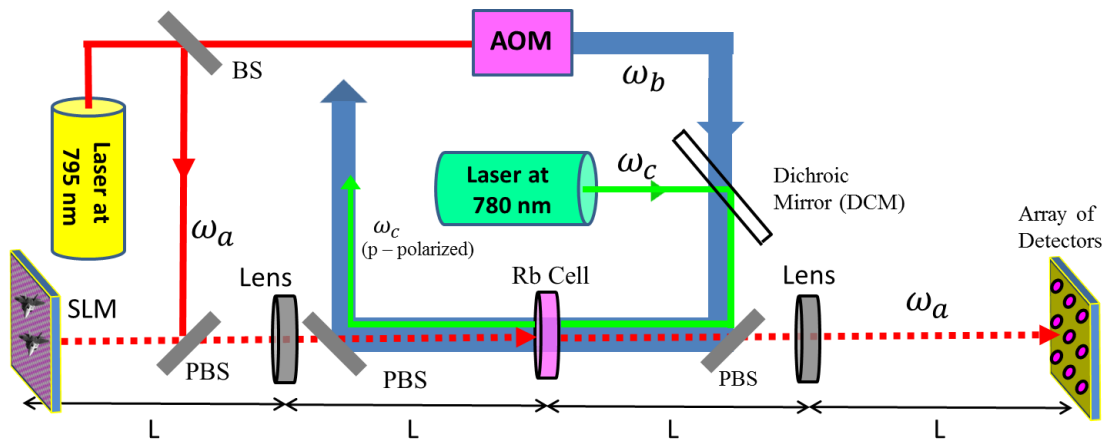 AOM
BS
ω_b
Laser at
795 nm
Laser at
780 nm
ω_c
Dichroic
Mirror (DCM)
ω_a
ω_c
(p – polarized)
Array of
Detectors
SLM
Lens
Rb Cell
Lens
ω_a
PBS
PBS
PBS
L
L
L
L